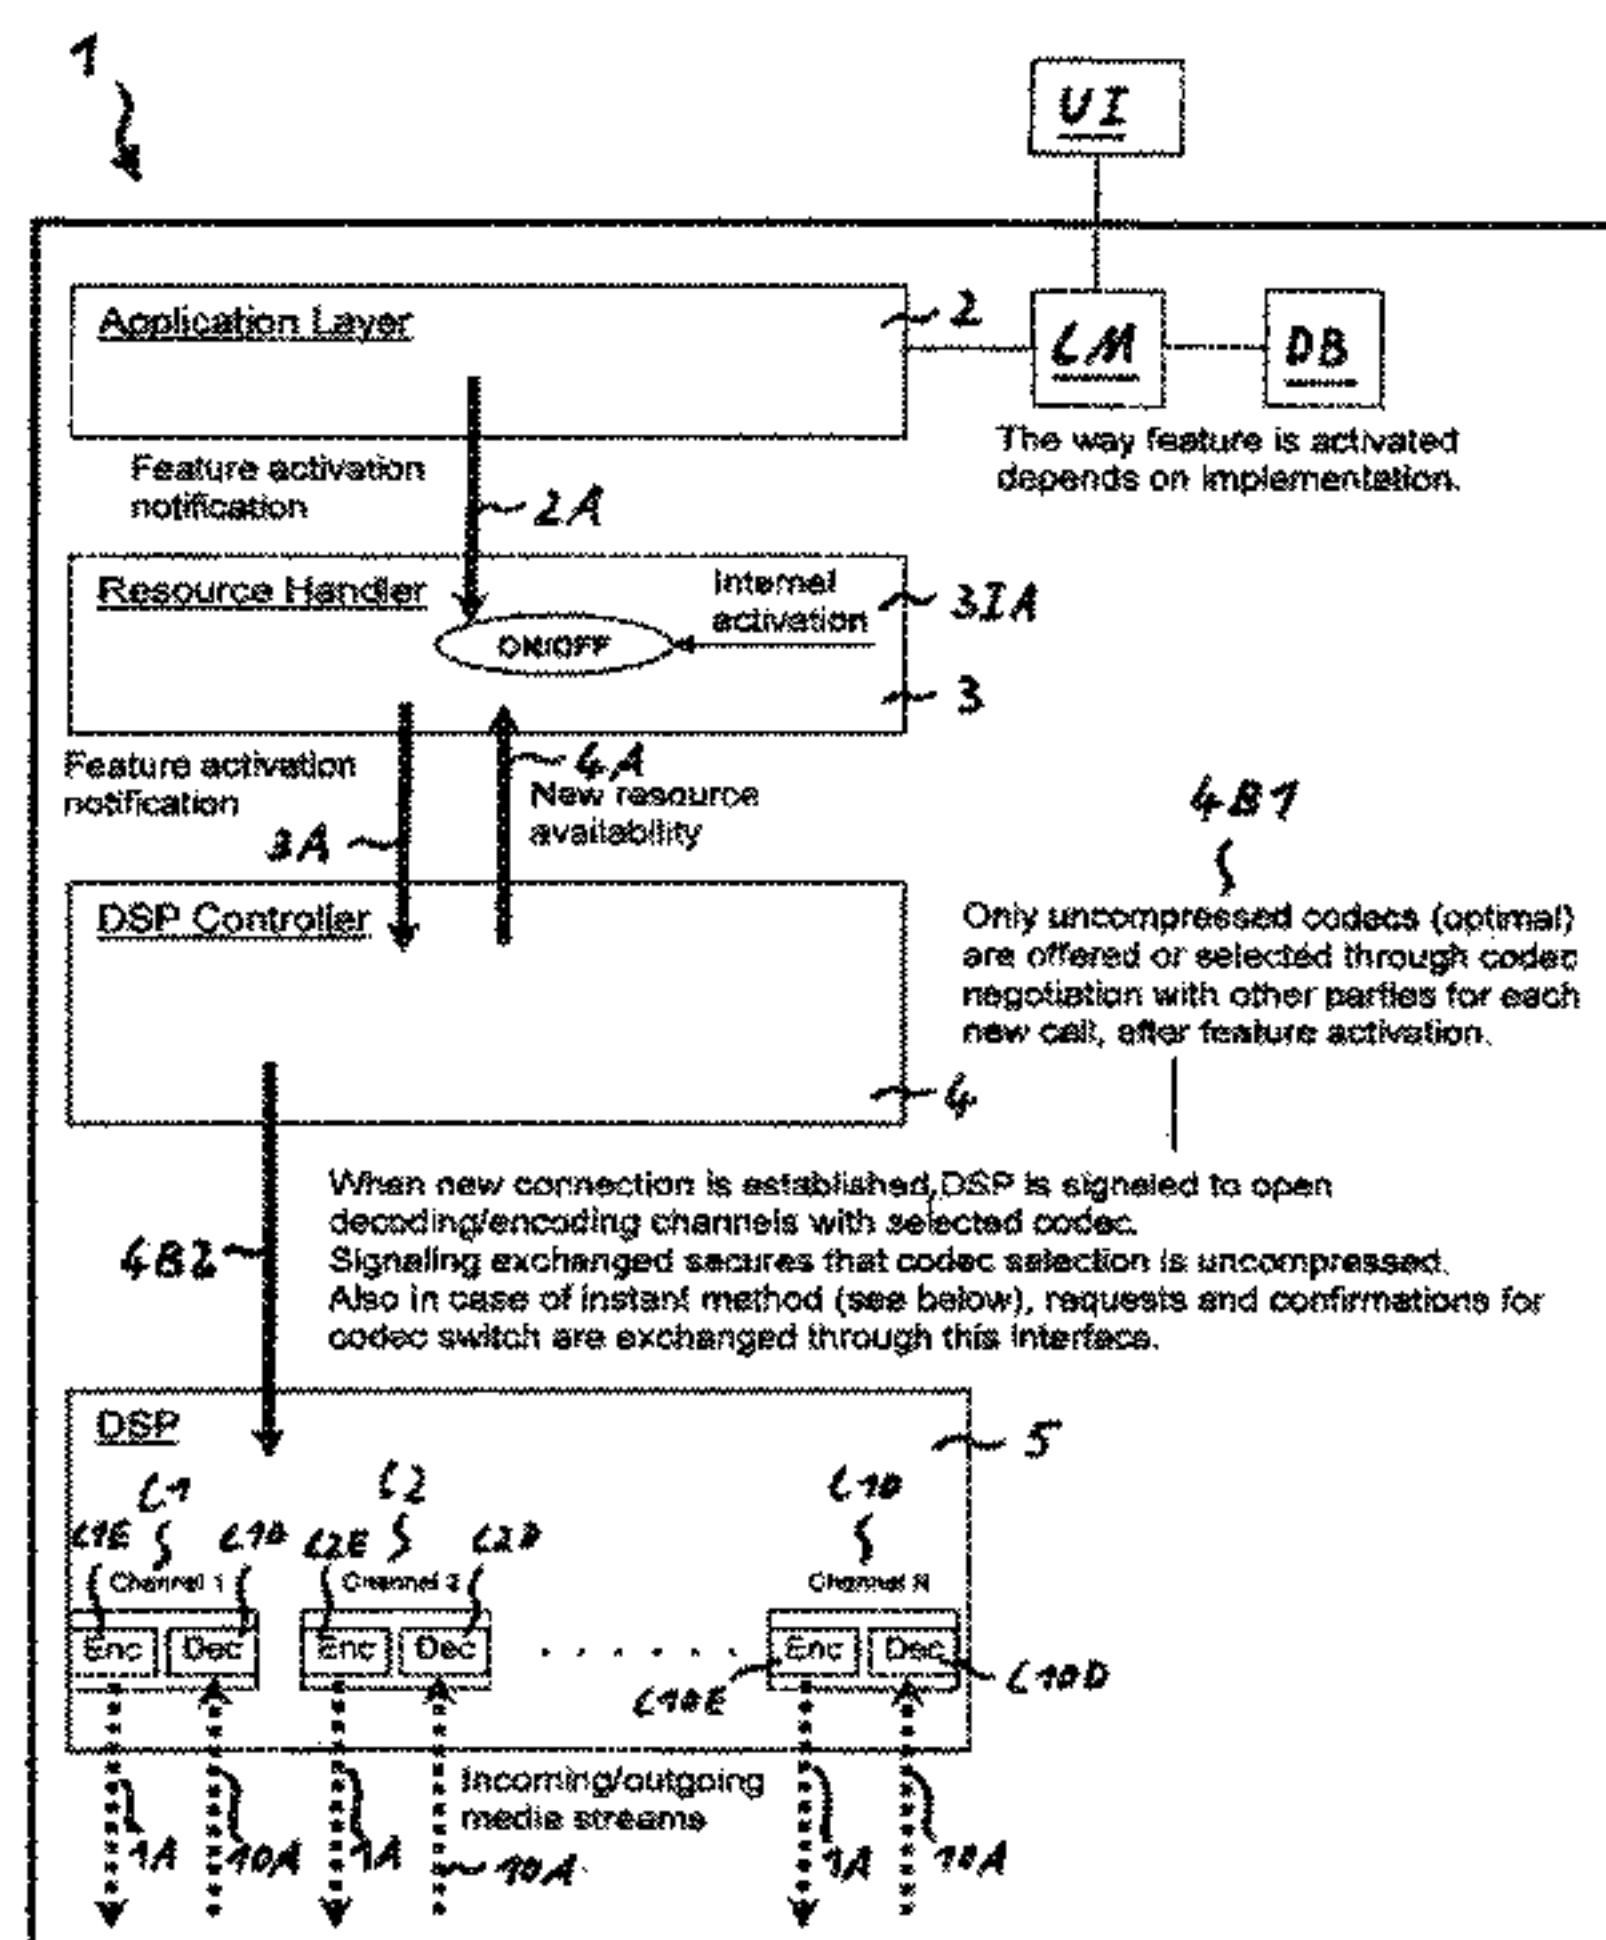 1
UI
Application Layer
2
LM
DB
The way feature is activated
depends on implementation.
Feature activation
notification
2A
Resource Handler
Internal
activation
3IA
ON/OFF
3
Feature activation
notification
4A
New resource
availability
3A
4B1
DSP Controller
Only uncompressed codecs (optimal)
are offered or selected through codec
negotiation with other parties for each
new call, after feature activation.
4
When new connection is established, DSP is signaled to open
decoding/encoding channels with selected codec.
4B2
Signaling exchanged secures that codec selection is uncompressed.
Also in case of instant method (see below), requests and confirmations for
codec switch are exchanged through this interface.
DSP
5
C1
C2
C10
C1E
C1D
C2E
C2D
Channel 1
Channel 2
Channel N
Enc
Dec
Enc
Dec
. . . . . . .
Enc
Dec
C10E
C10D
Incoming/outgoing
media streams
1A
10A
1A
10A
1A
10A